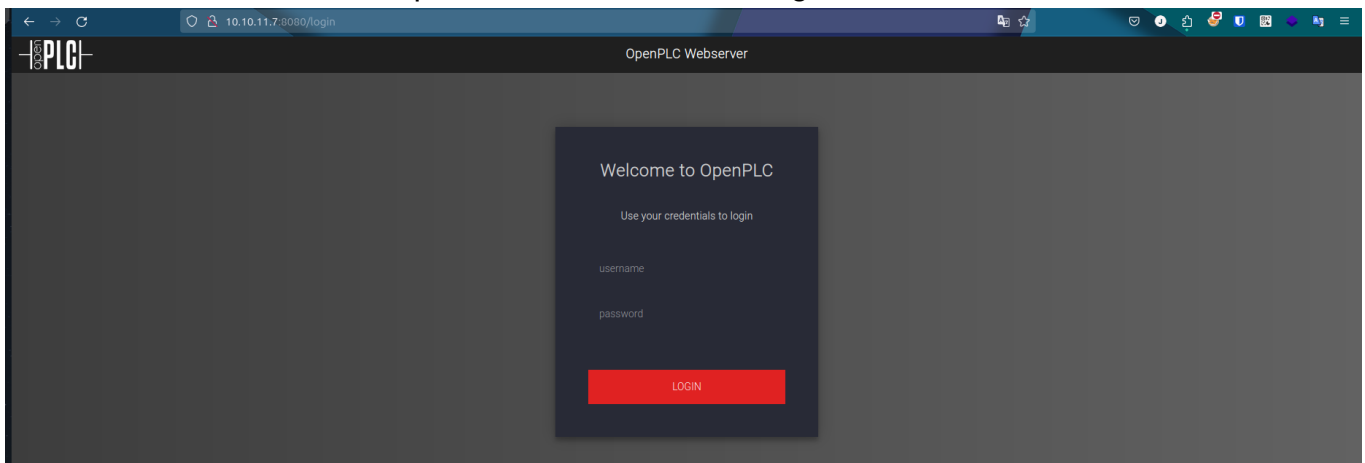 10.10.11.7:8080/login
open PLC
OpenPLC Webserver
Welcome to OpenPLC
Use your credentials to login
username
password
LOGIN